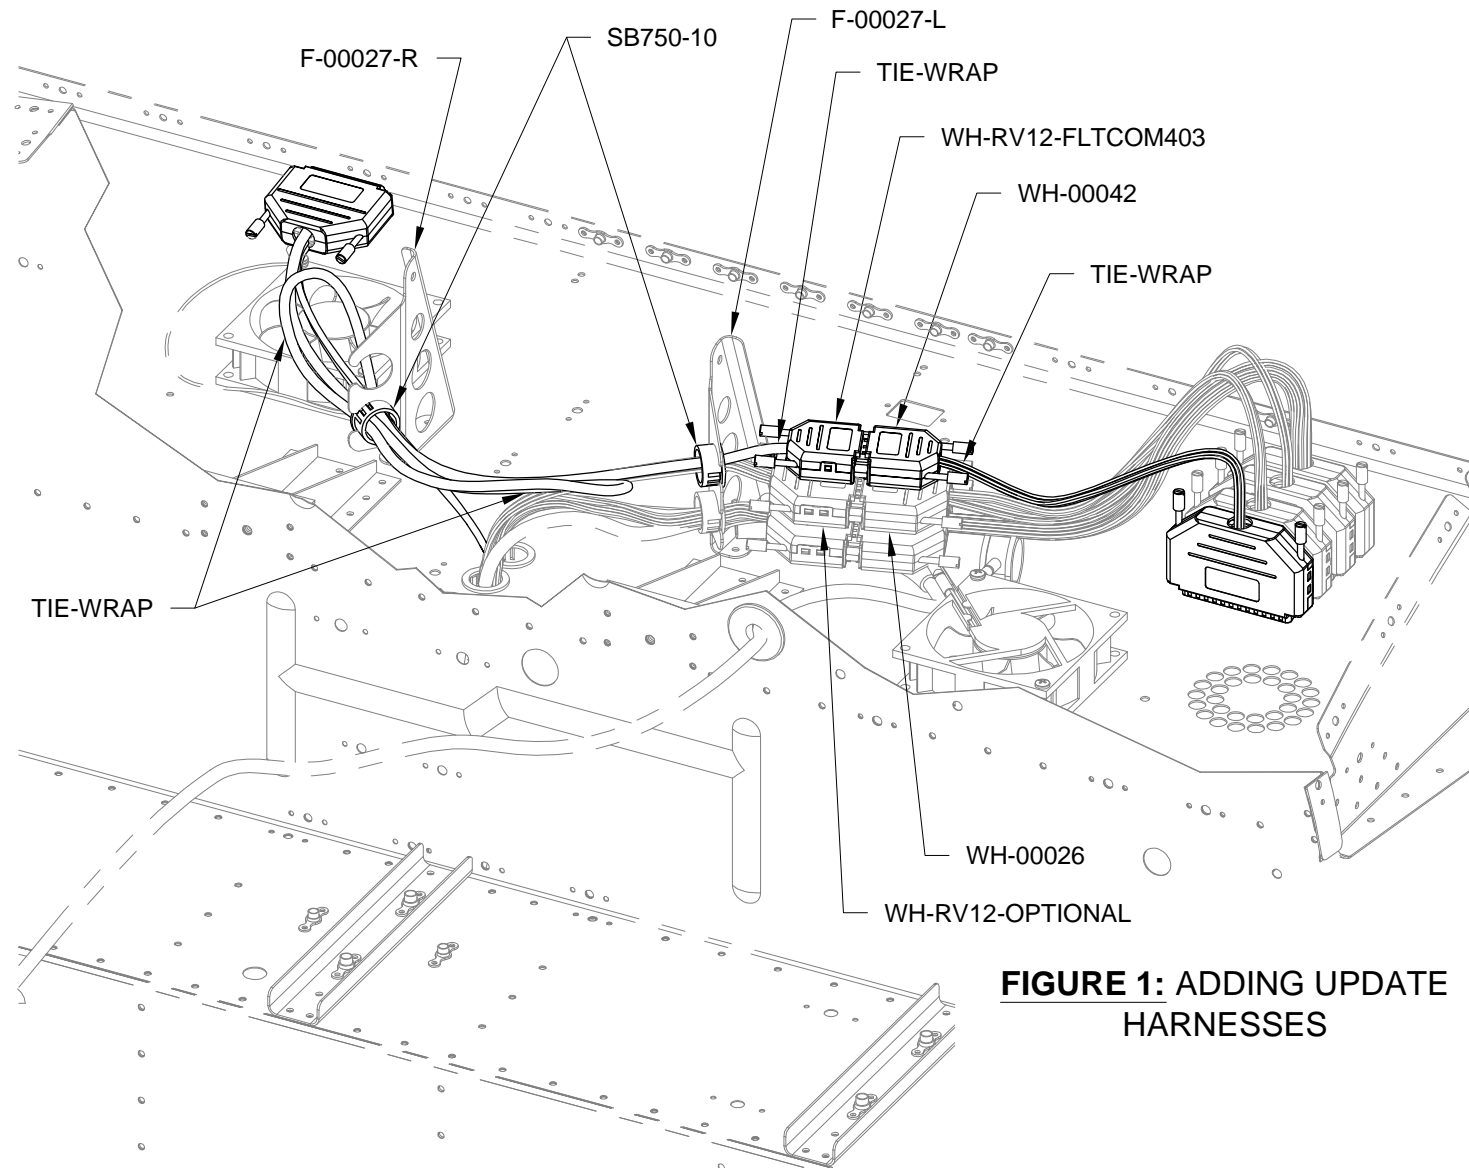 F-00027-L
SB750-10
F-00027-R
TIE-WRAP
WH-RV12-FLTCOM403
WH-00042
TIE-WRAP
TIE-WRAP
WH-00026
WH-RV12-OPTIONAL
FIGURE 1: ADDING UPDATE
HARNESSES